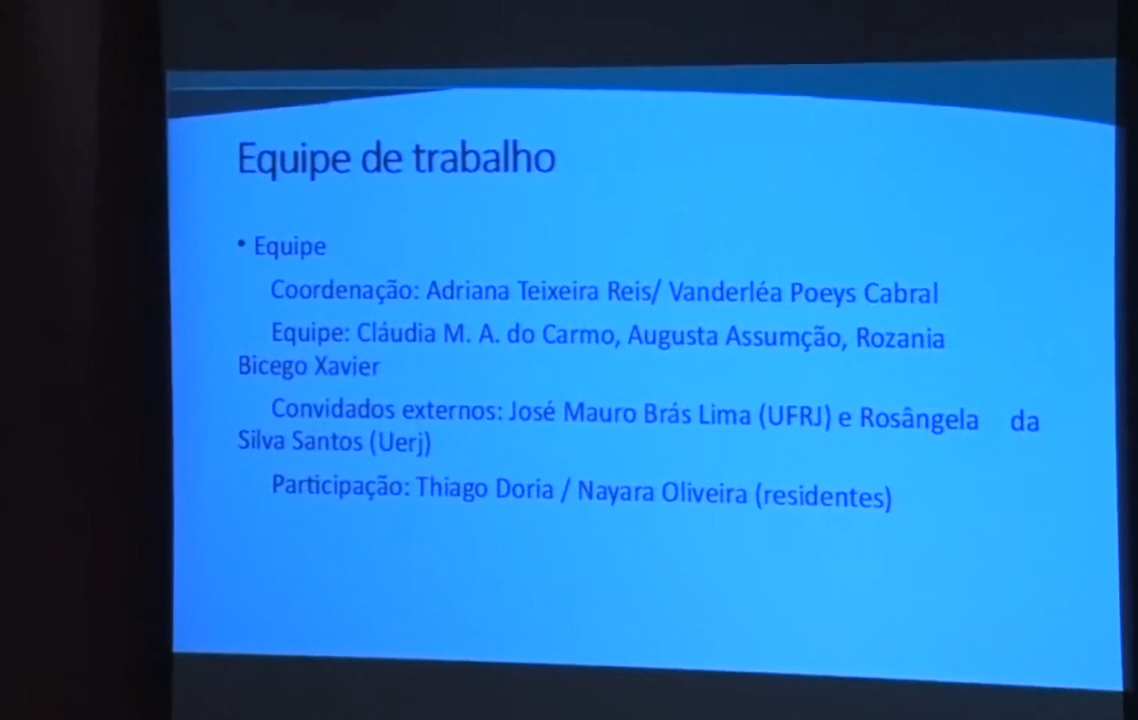 Equipe de trabalho
• Equipe
Coordenação: Adriana Teixeira Reis/ Vanderléa Poeys Cabral
Equipe: Cláudia M. A. do Carmo, Augusta Assumção, Rozania
Bicego Xavier
Convidados externos: José Mauro Brás Lima (UFRJ) e Rosângela da
Silva Santos (Uerj)
Participação: Thiago Doria / Nayara Oliveira (residentes)